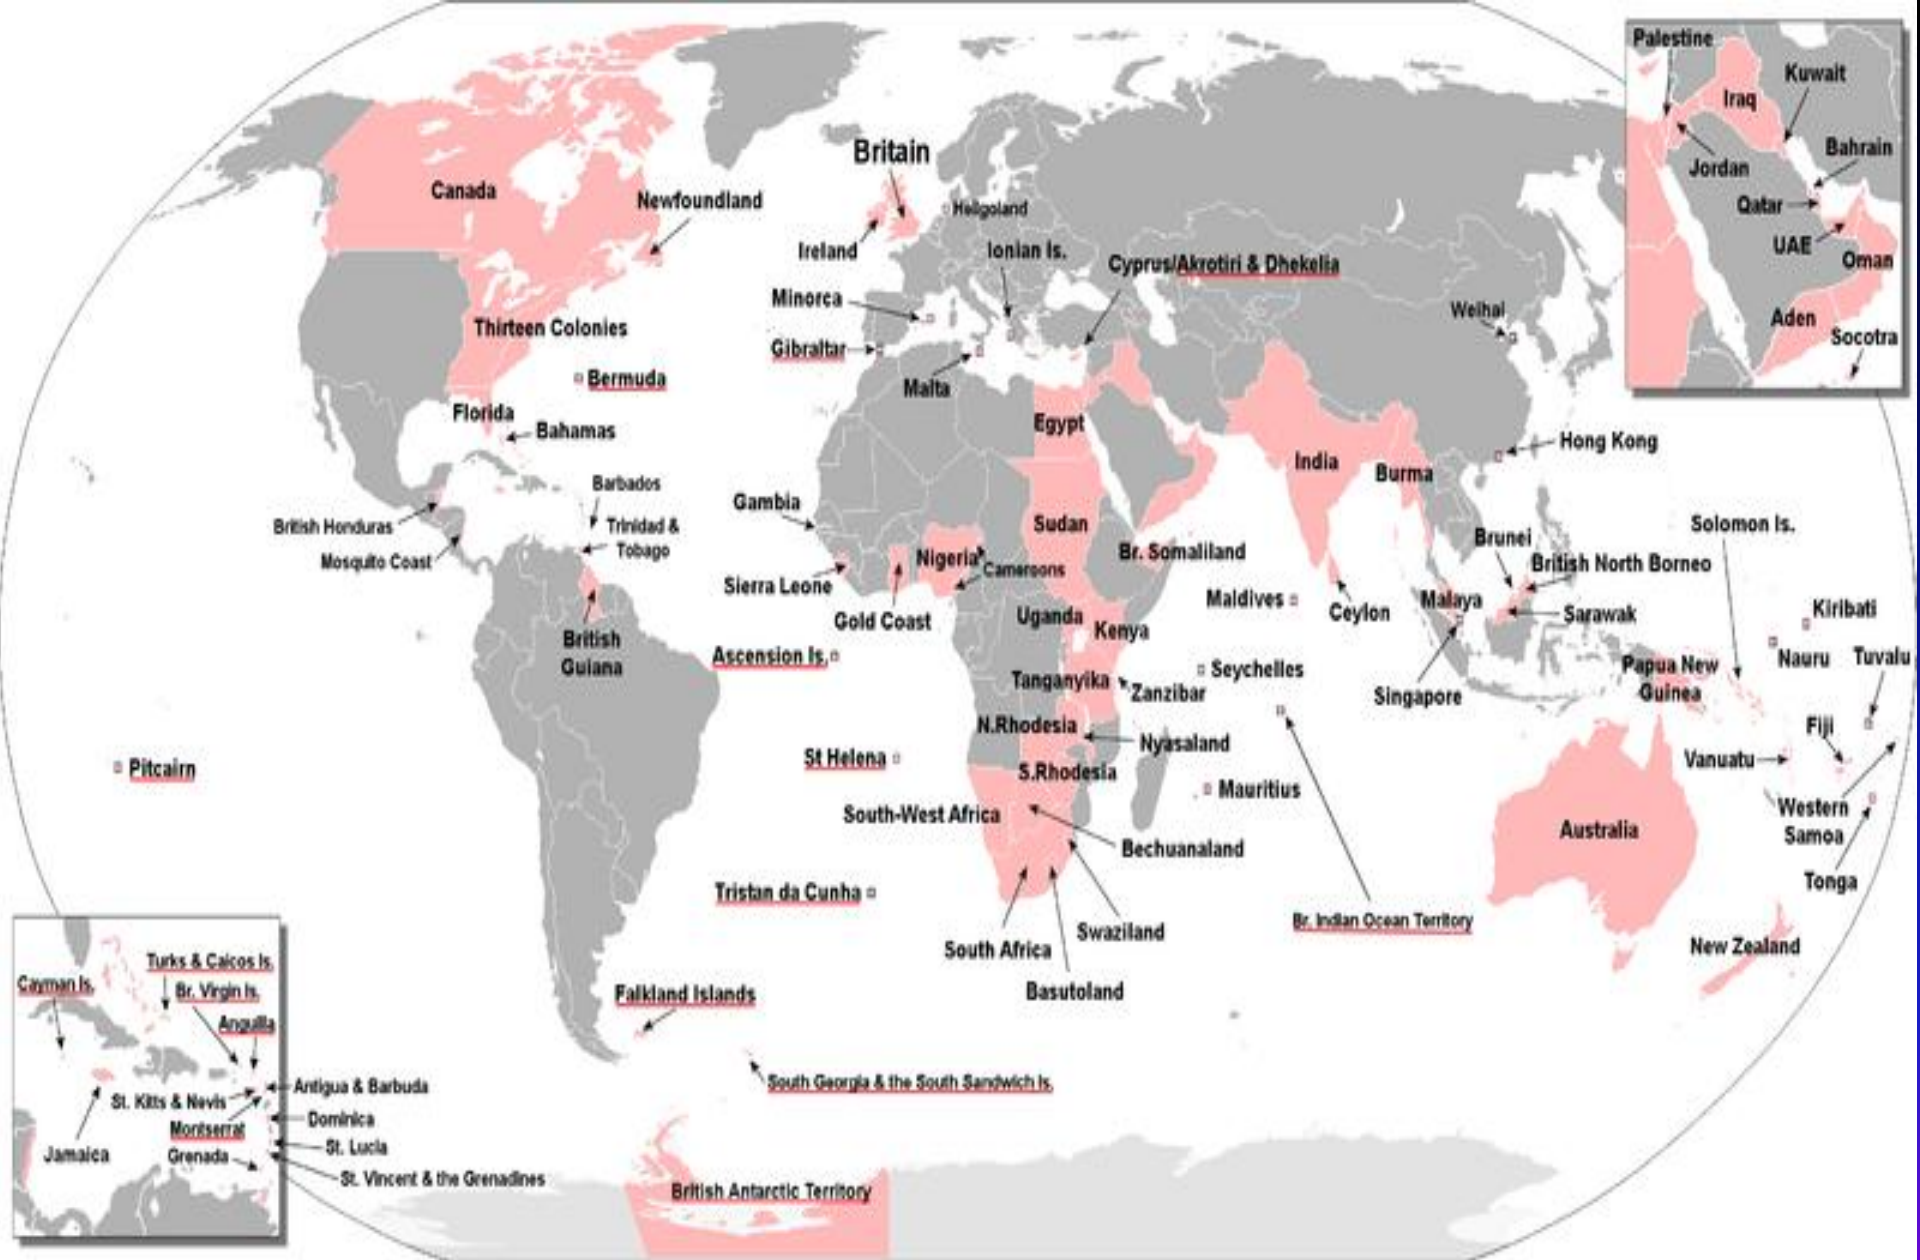 Palestine
Kuwait
Iraq
Bahrain
Jordan
Qatar
UAE
Oman
Aden
Socotra
Britain
Canada
Newfoundland
Heligoland
Ireland
Ionian Is.
Cyprus/Akrotiri & Dhekelia
Minorca
Weihai
Thirteen Colonies
Gibraltar
Bermuda
Malta
Florida
Egypt
Bahamas
Hong Kong
India
Burma
Barbados
Gambia
British Honduras
Trinidad &
Tobago
Sudan
Solomon Is.
Mosquito Coast
Nigeria
Br. Somaliland
Brunei
British North Borneo
Cameroons
Sierra Leone
Maldives
Malaya
Ceylon
Sarawak
Kiribati
Gold Coast
Uganda
Kenya
British
Guiana
Ascension Is.
Seychelles
Nauru
Tuvalu
Papua New
Guinea
Tanganyika
Zanzibar
Singapore
N.Rhodesia
Nyasaland
Fiji
Pitcairn
St Helena
S.Rhodesia
Vanuatu
Mauritius
South-West Africa
Western
Samoa
Australia
Bechuanaland
Tonga
Tristan da Cunha
Br. Indian Ocean Territory
Swaziland
South Africa
New Zealand
Basutoland
Falkland Islands
South Georgia & the South Sandwich Is.
British Antarctic Territory
Turks & Caicos Is.
Cayman Is.
Br. Virgin Is.
Anguilla
Antigua & Barbuda
St. Kitts & Nevis
Dominica
Montserrat
St. Lucia
Jamaica
Grenada
St. Vincent & the Grenadines